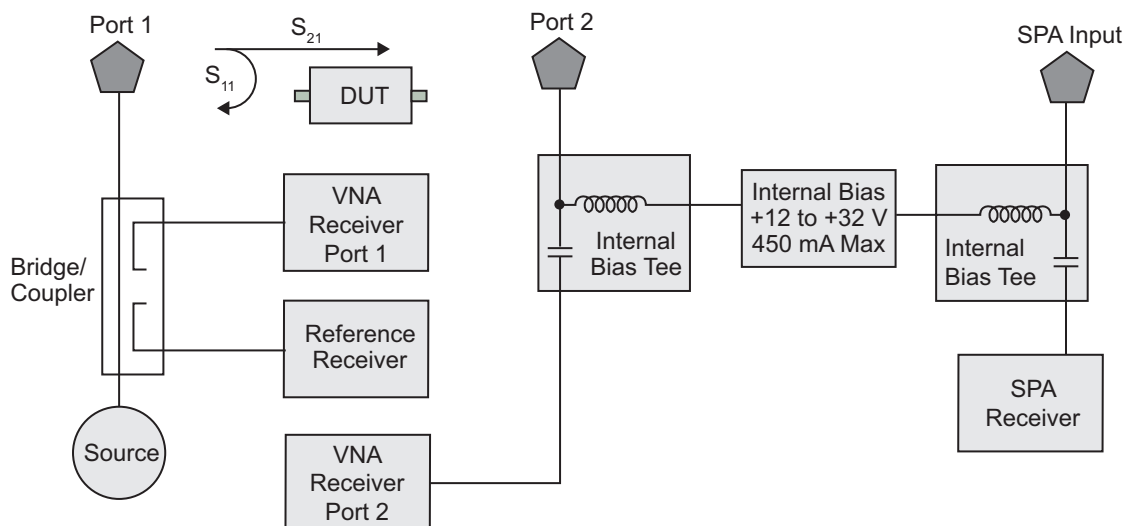 Port 1
S21
S11
DUT
Port 2
SPA Input
VNA
Receiver
Port 1
Bridge/
Coupler
Reference
Receiver
Source
VNA
Receiver
Port 2
Internal
Bias Tee
Internal Bias
+12 to +32 V
450 mA Max
Internal
Bias Tee
SPA
Receiver